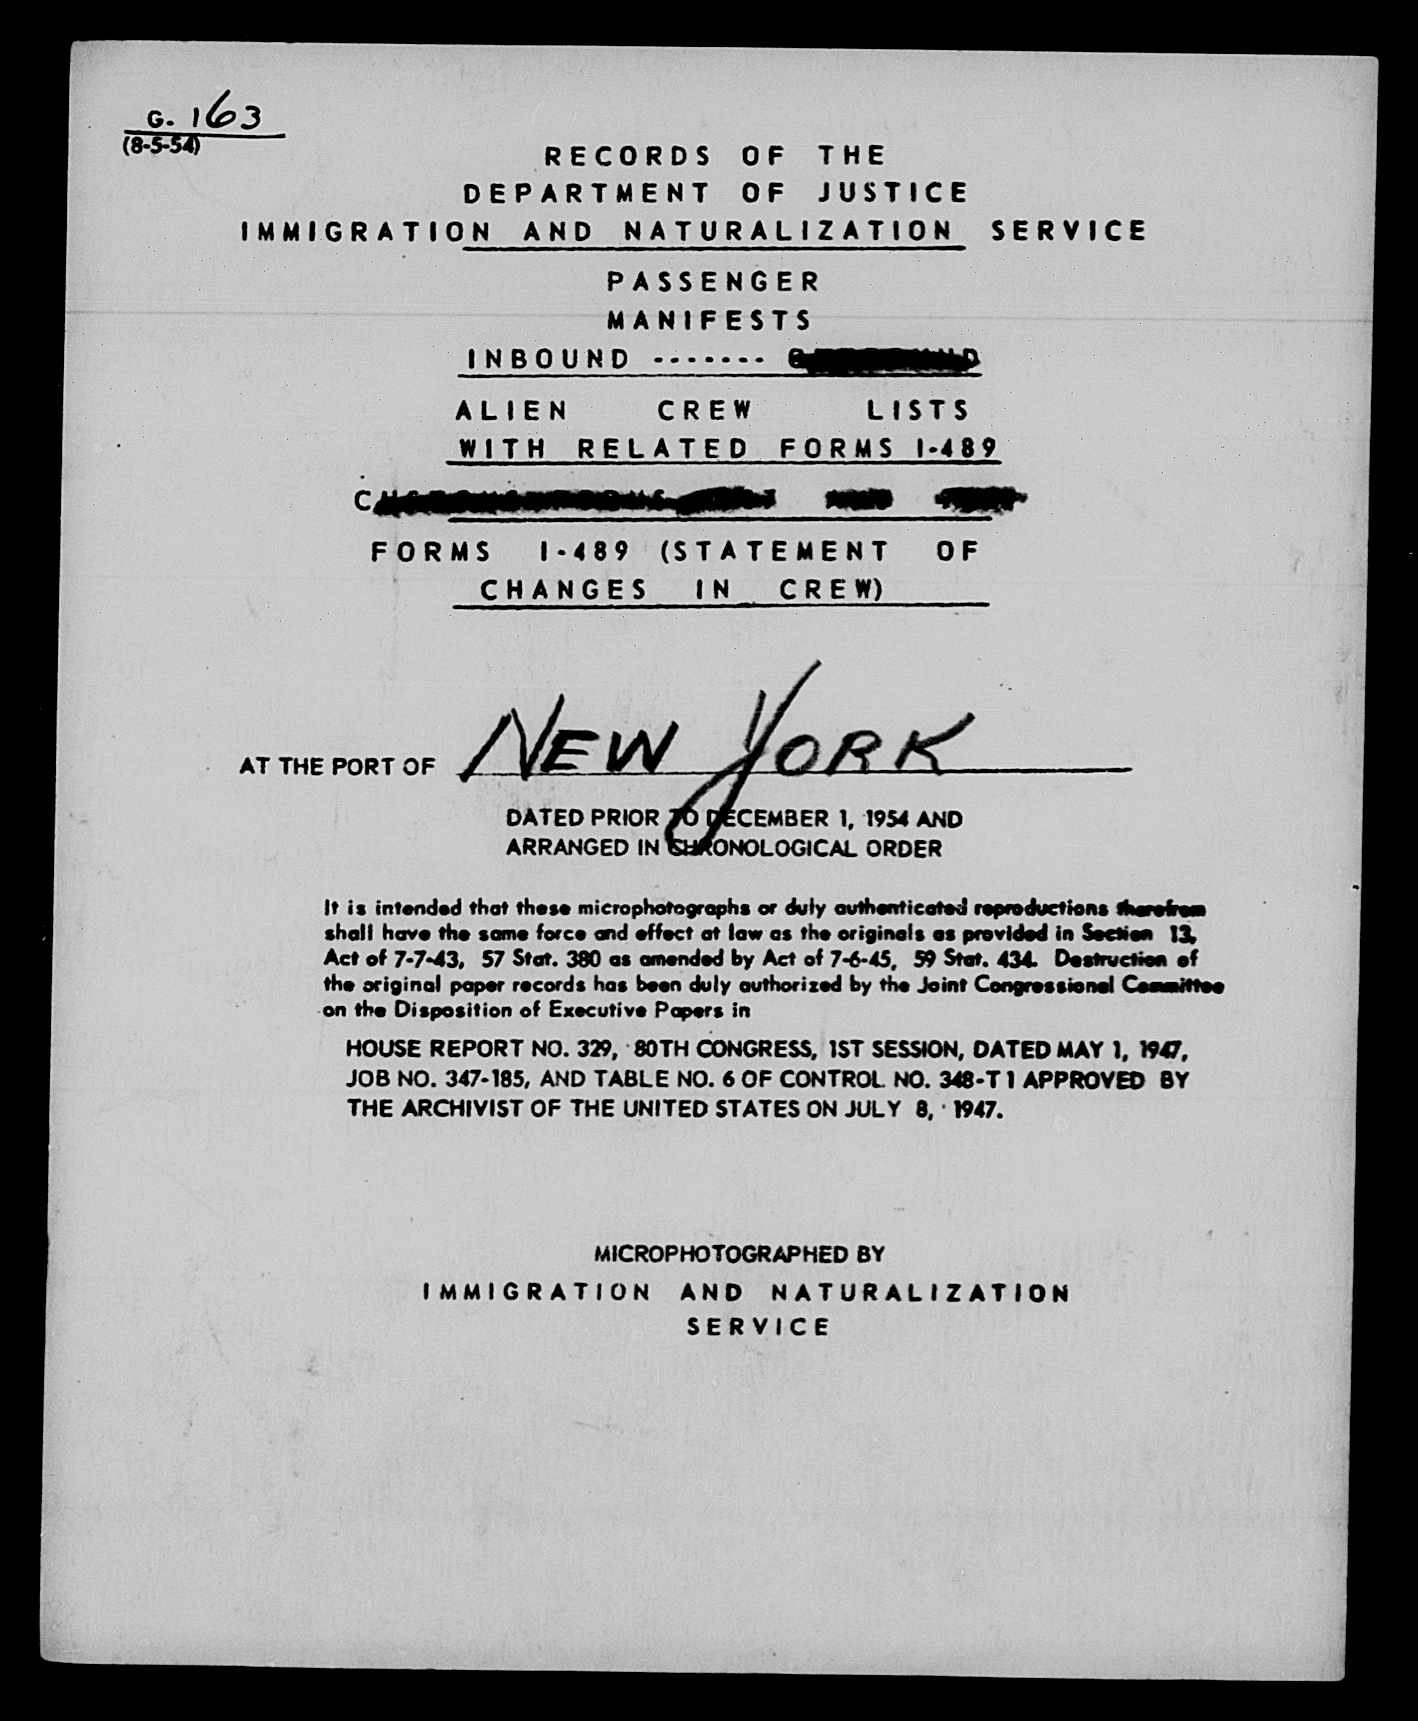 G. 163
(8-5-54)
RECORDS OF THE
DEPARTMENT OF JUSTICE
IMMIGRATION AND NATURALIZATION SERVICE
PASSENGER
MANIFESTS
INBOUND -------
ALIEN CREW LISTS
WITH RELATED FORMS I-489
FORMS I-489 (STATEMENT OF
CHANGES IN CREW)
AT THE PORT OF NEW YORK
DATED PRIOR TO DECEMBER 1, 1954 AND
ARRANGED IN CHRONOLOGICAL ORDER
It is intended that these microphotographs or duly authenticated reproductions therefrom
shall have the same force and effect at law as the originals as provided in Section 13,
Act of 7-7-43, 57 Stat. 380 as amended by Act of 7-6-45, 59 Stat. 434. Destruction of
the original paper records has been duly authorized by the Joint Congressional Committee
on the Disposition of Executive Papers in
HOUSE REPORT NO. 329, 80TH CONGRESS, 1ST SESSION, DATED MAY 1, 1947,
JOB NO. 347-185, AND TABLE NO. 6 OF CONTROL NO. 348-T1 APPROVED BY
THE ARCHIVIST OF THE UNITED STATES ON JULY 8, 1947.
MICROPHOTOGRAPHED BY
IMMIGRATION AND NATURALIZATION
SERVICE